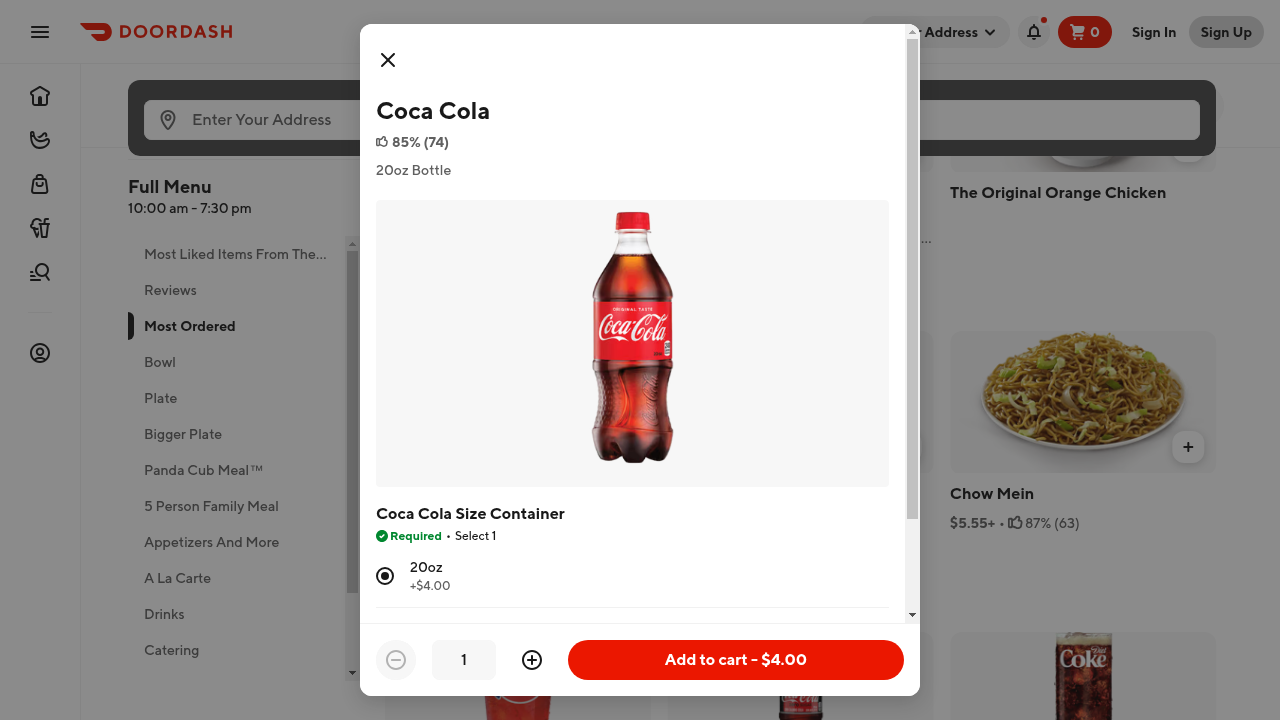 DOORDASH
Address
0
Sign In
Sign Up
Enter Your Address
Full Menu
10:00 am - 7:30 pm
Most Liked Items From The...
Reviews
Most Ordered
Bowl
Plate
Bigger Plate
Panda Cub Meal™
5 Person Family Meal
Appetizers And More
A La Carte
Drinks
Catering
Coca Cola
85% (74)
20oz Bottle
ORIGINAL TASTE
Coca-Cola
Coca Cola Size Container
Required • Select 1
20oz
+$4.00
1
Add to cart - $4.00
The Original Orange Chicken
...
Chow Mein
$5.55+ • 87% (63)
Diet
Coke